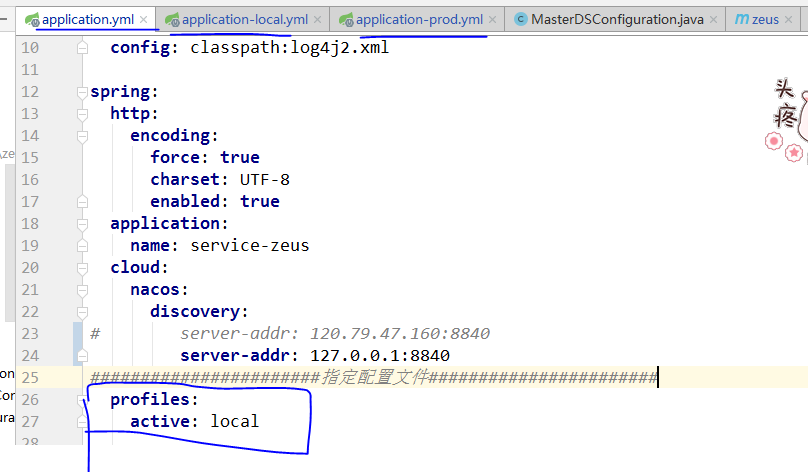 application.yml × application-local.yml × application-prod.yml × C MasterDSConfiguration.java × m zeus ×
10 config: classpath:log4j2.xml
11
12 spring:
13 http:
14 encoding:
15 force: true
16 charset: UTF-8
17 enabled: true
18 application:
19 name: service-zeus
20 cloud:
21 nacos:
22 discovery:
23 # server-addr: 120.79.47.160:8840
24 server-addr: 127.0.0.1:8840
25 #######################指定配置文件#######################
26 profiles:
27 active: local
28
\ze
on
Con
ura
头疼